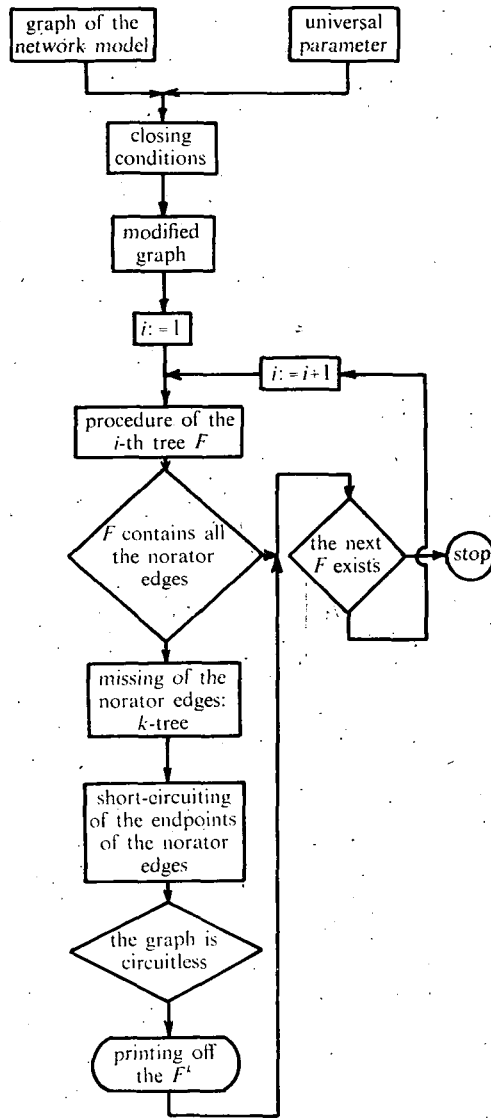 graph of the
network model
universal
parameter
closing
conditions
modified
graph
i: = 1
i: = i+1
procedure of the
i-th tree F
F contains all
the norator
edges
the next
F exists
stop
missing of the
norator edges:
k-tree
short-circuiting
of the endpoints
of the norator
edges
the graph is
circuitless
printing off